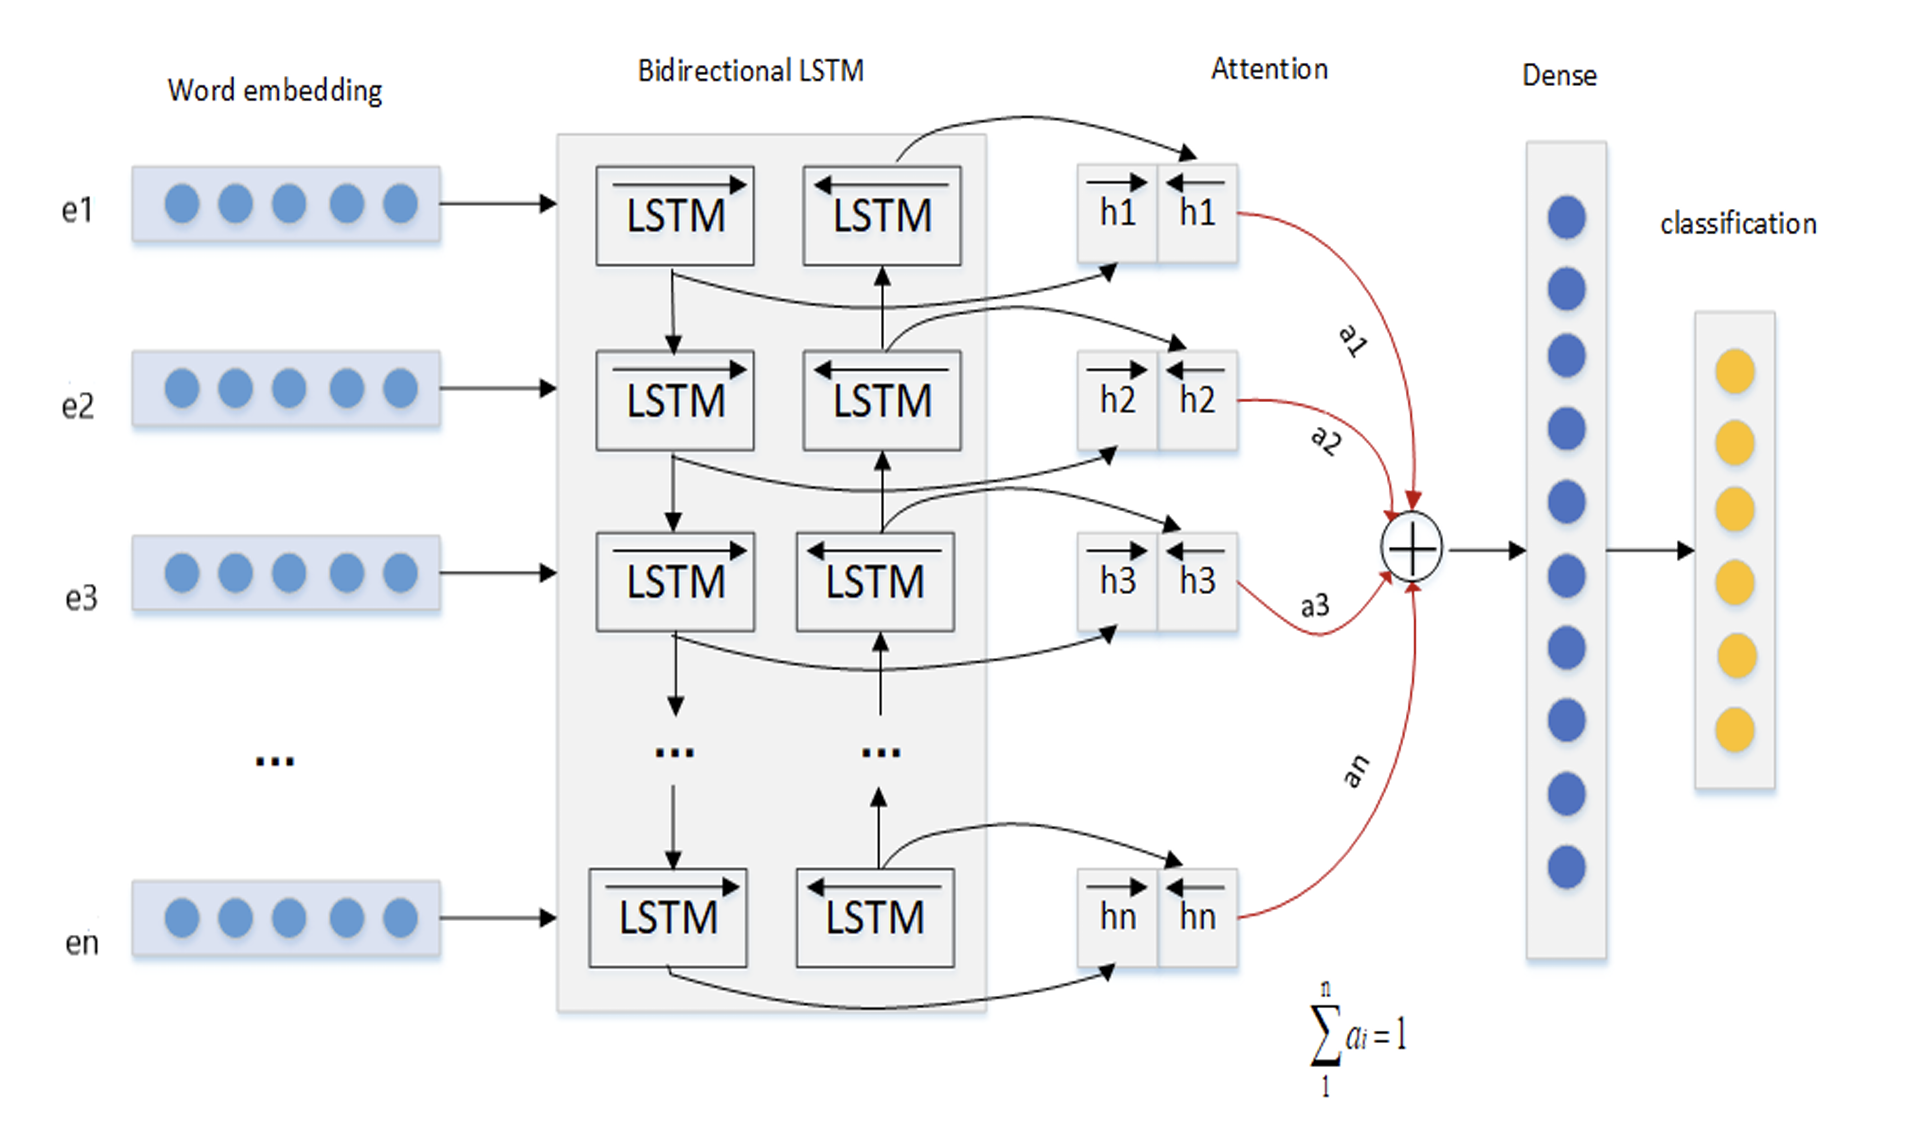 Word embedding
Bidirectional LSTM
Attention
Dense
classification
e1
LSTM
LSTM
h1
h1
a1
e2
LSTM
LSTM
h2
h2
a2
e3
LSTM
LSTM
h3
h3
a3
...
...
...
an
en
LSTM
LSTM
hn
hn
n
∑ ai = 1
1